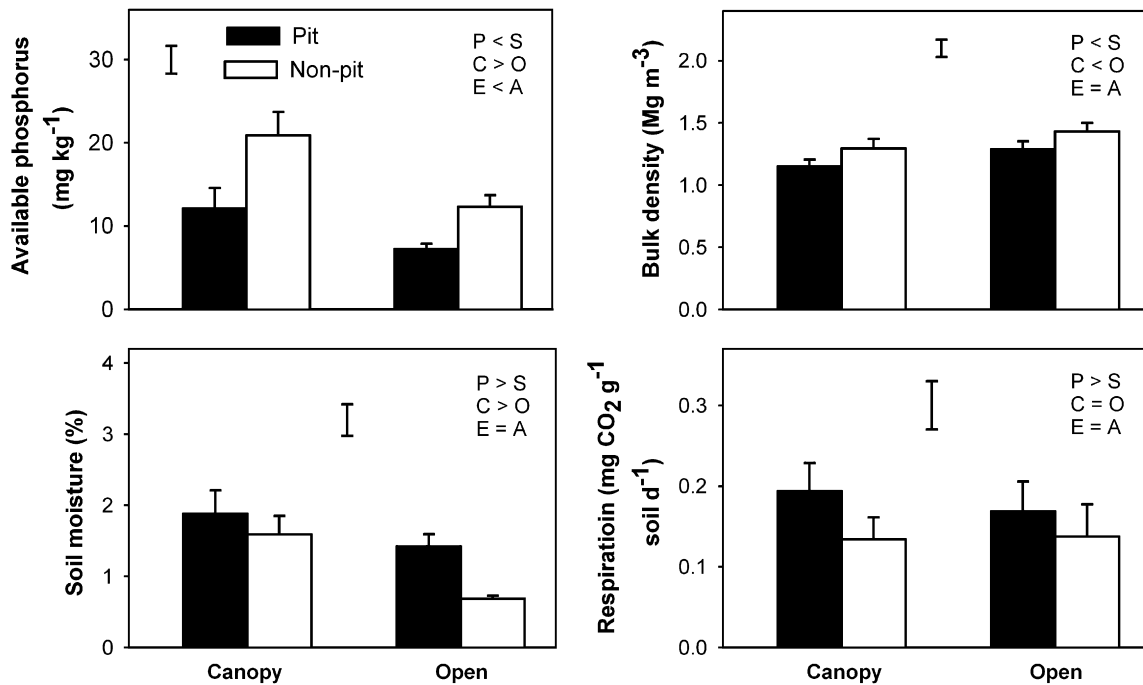 Available phosphorus
(mg kg-1)
30
20
10
0
Pit
Non-pit
P < S
C > O
E < A
Bulk density (Mg m-3)
2.0
1.5
1.0
0.5
0.0
P < S
C < O
E = A
Soil moisture (%)
4
3
2
1
0
P > S
C > O
E = A
Canopy
Open
Respiratioin (mg CO2 g-1
soil d-1)
0.3
0.2
0.1
0.0
P > S
C = O
E = A
Canopy
Open